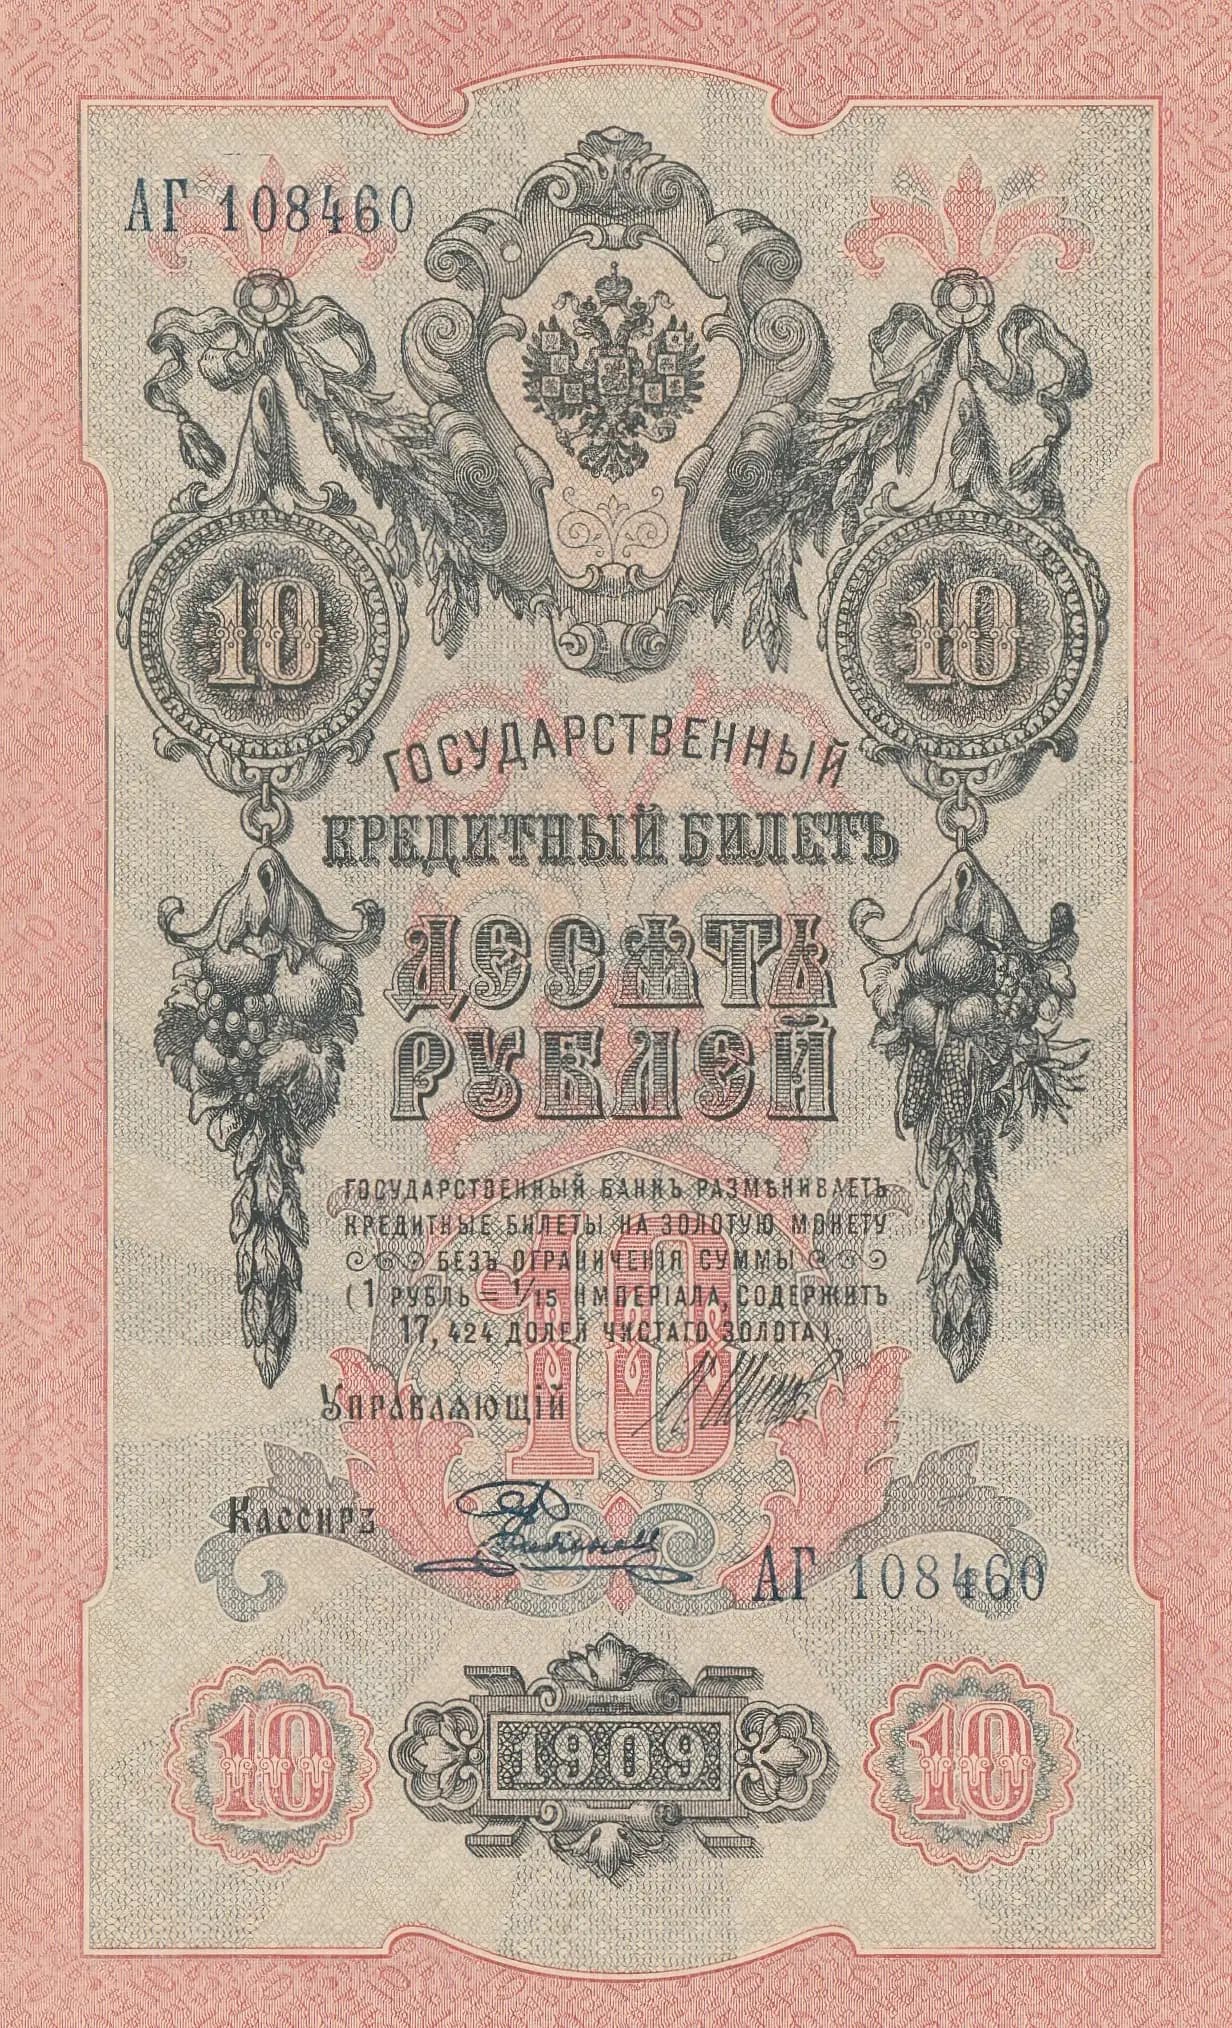 АГ 108460
10 10
ГОСУДАРСТВЕННЫЙ
КРЕДИТНЫЙ БИЛЕТЪ
ДЕСЯТЬ
РУБЛЕЙ
ГОСУДАРСТВЕННЫЙ БАНКЪ РАЗМѢНИВАЕТЪ
КРЕДИТНЫЕ БИЛЕТЫ НА ЗОЛОТУЮ МОНЕТУ
БЕЗЪ ОГРАНИЧЕНІЯ СУММЫ
(1 РУБЛЬ = 1/15 ИМПЕРІАЛА, СОДЕРЖИТЪ
17,424 ДОЛЕЙ ЧИСТАГО ЗОЛОТА).
10
Управляющій
Кассиръ
АГ 108460
10 1909 10